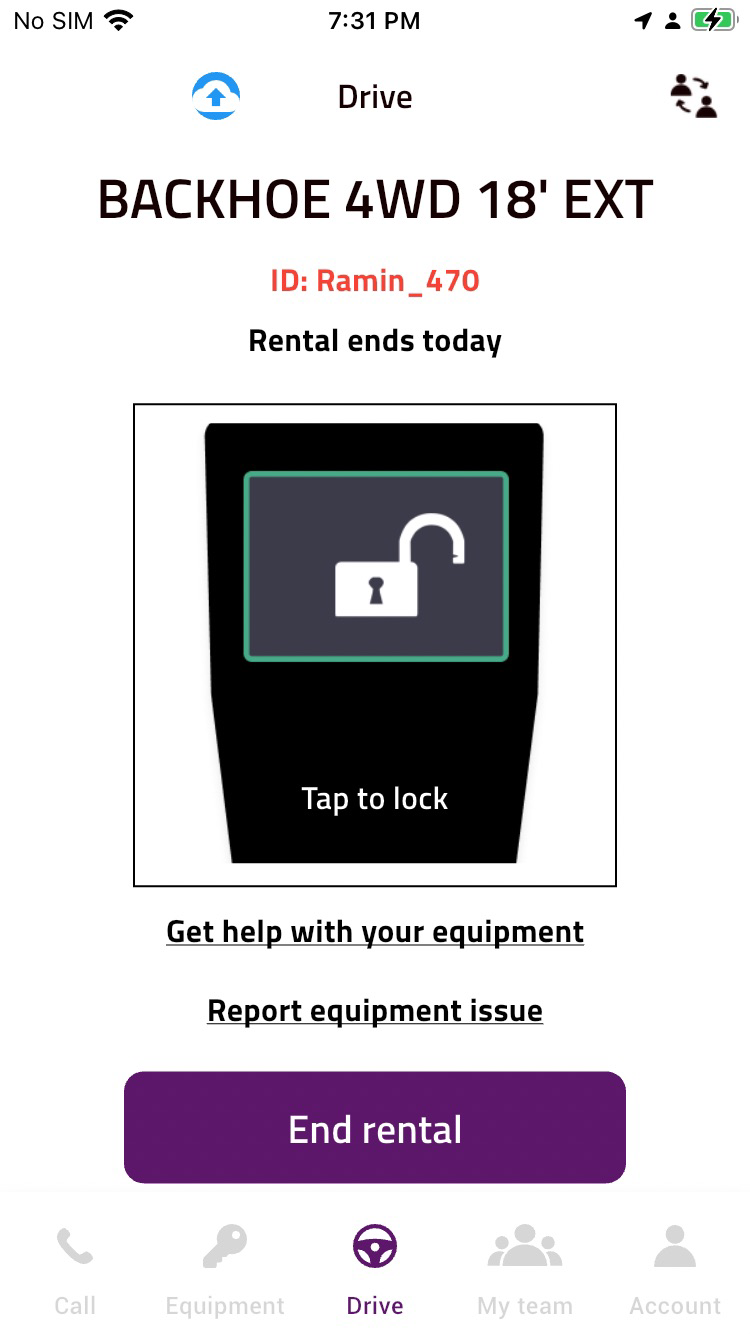 No SIM 7:31 PM
Drive
BACKHOE 4WD 18' EXT
ID: Ramin_470
Rental ends today
Tap to lock
Get help with your equipment
Report equipment issue
End rental
Call Equipment Drive My team Account